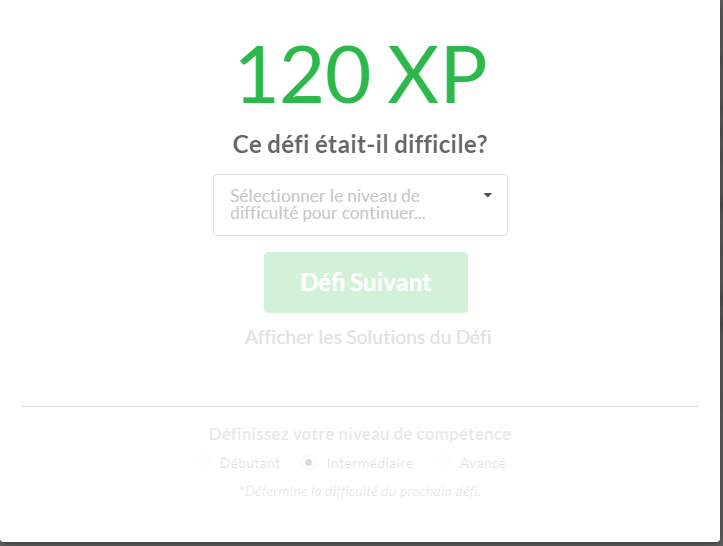 120 XP
Ce défi était-il difficile?
Sélectionner le niveau de
difficulté pour continuer...
Défi Suivant
Afficher les Solutions du Défi
Définissez votre niveau de compétence
Débutant Intermédiaire Avancé
*Détermine la difficulté du prochain défi.